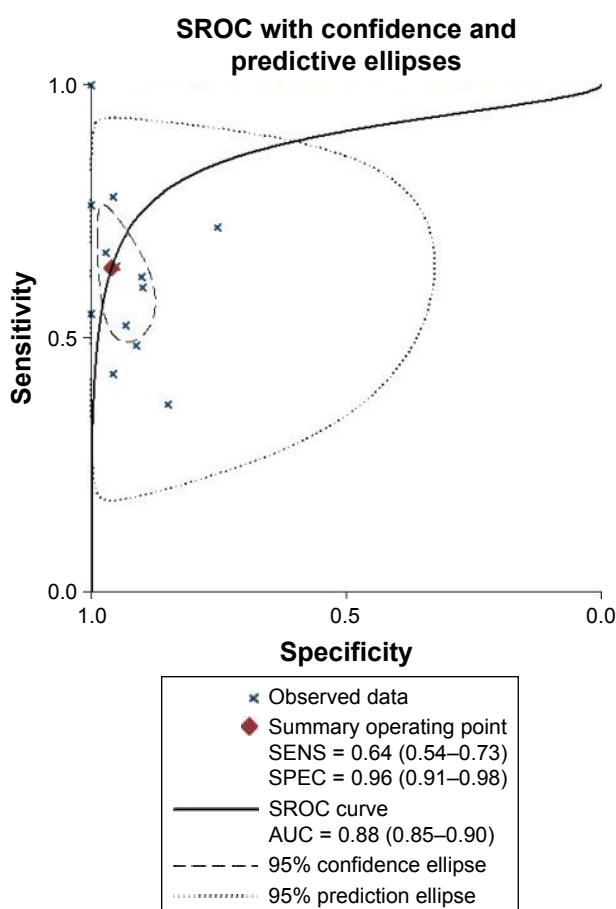 SROC with confidence and
predictive ellipses
1.0
Sensitivity
0.5
0.0
1.0
0.5
0.0
Specificity
Observed data
Summary operating point
SENS = 0.64 (0.54–0.73)
SPEC = 0.96 (0.91–0.98)
SROC curve
AUC = 0.88 (0.85–0.90)
95% confidence ellipse
95% prediction ellipse